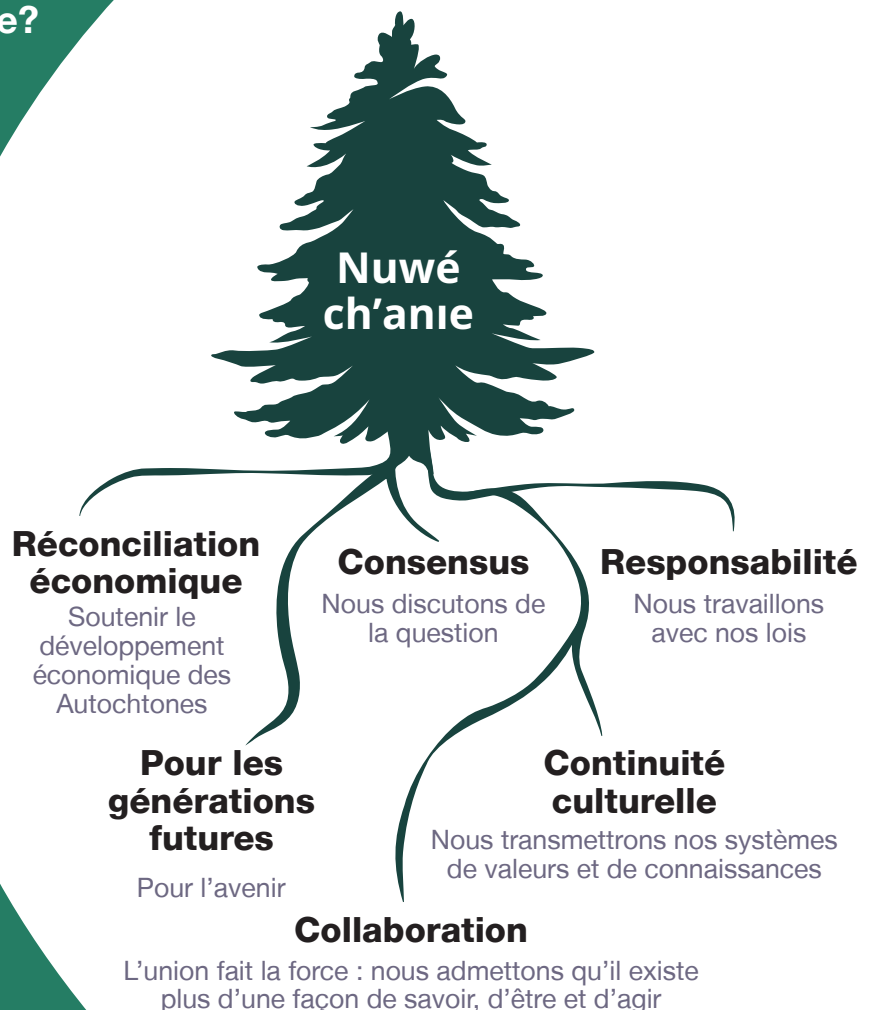 e?
Nuwé
ch’anıe
Réconciliation
économique
Soutenir le
développement
économique des
Autochtones
Consensus
Nous discutons de
la question
Responsabilité
Nous travaillons
avec nos lois
Pour les
générations
futures
Pour l’avenir
Continuité
culturelle
Nous transmettrons nos systèmes
de valeurs et de connaissances
Collaboration
L’union fait la force : nous admettons qu’il existe
plus d’une façon de savoir, d’être et d’agir